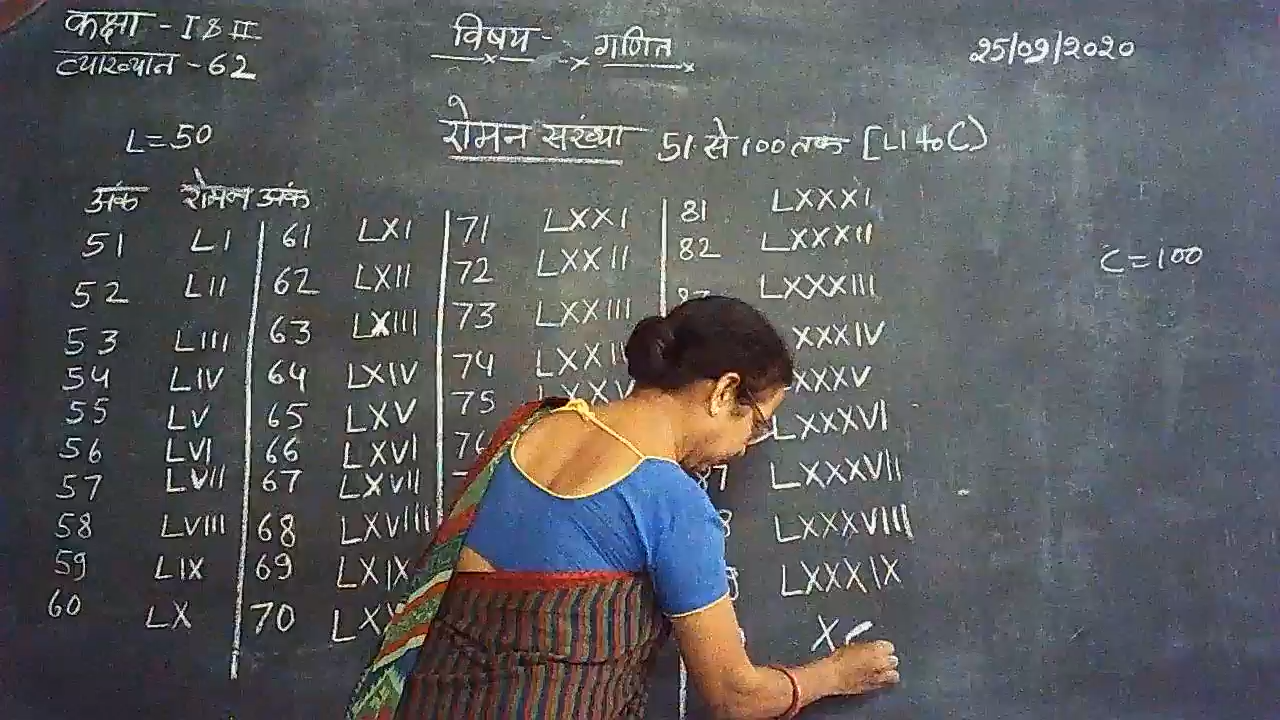 कक्षा - I & II
व्याख्यान - 62
विषय - गणित
25/09/2020
L=50
रोमन संख्या 51 से 100 तक [LI to C)
अंक रोमन अंक
51 LI 61 LXI 71 LXXI 81 LXXXI
52 LII 62 LXII 72 LXXII 82 LXXXII
C=100
53 LIII 63 LXIII 73 LXXIII LXXXIII
54 LIV 64 LXIV 74 XXXIV
55 LV 65 LXV 75 XXXV
56 LVI 66 LXVI LXXXVI
57 LVII 67 LXVII LXXXVII
58 LVIII 68 LXVIII LXXXVIII
59 LIX 69 LXIX LXXXIX
60 LX 70